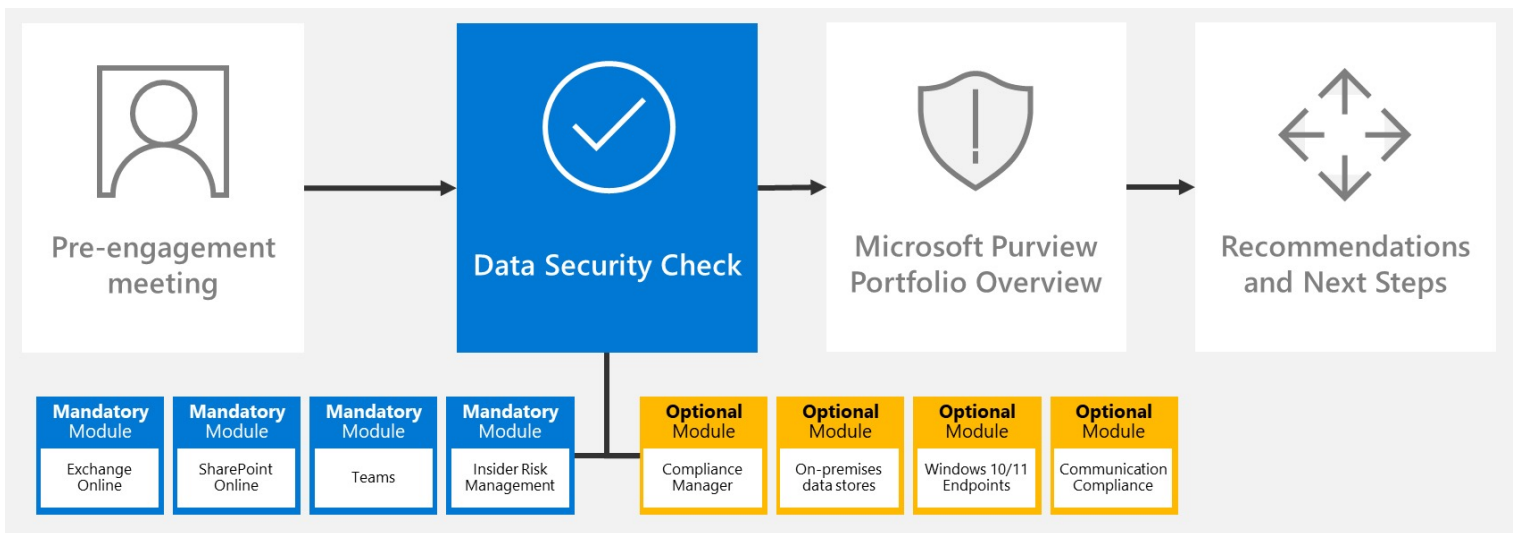 Pre-engagement
meeting
Data Security Check
Microsoft Purview
Portfolio Overview
Recommendations
and Next Steps
Mandatory
Module
Exchange
Online
Mandatory
Module
SharePoint
Online
Mandatory
Module
Teams
Mandatory
Module
Insider Risk
Management
Optional
Module
Compliance
Manager
Optional
Module
On-premises
data stores
Optional
Module
Windows 10/11
Endpoints
Optional
Module
Communication
Compliance